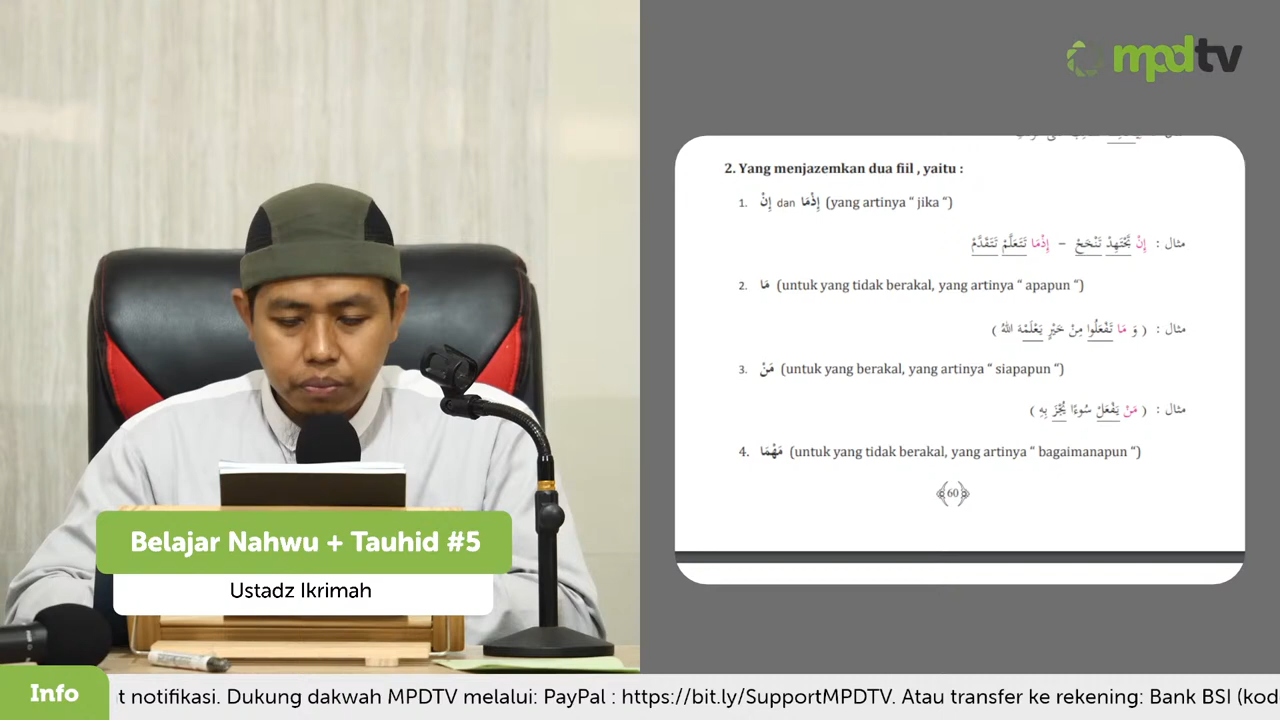 mpdtv
2. Yang menjazemkan dua fiil , yaitu :
1. إِنْ dan إِذْمَا (yang artinya “ jika “)
مثال : إِنْ تَجْتَهِدْ تَنْجَحْ – إِذْمَا تَتَعَلَّمْ تَتَقَدَّمْ
2. مَا (untuk yang tidak berakal, yang artinya “ apapun “)
مثال : ( وَ مَا تَفْعَلُوا مِنْ خَيْرٍ يَعْلَمْهُ اللهُ )
3. مَنْ (untuk yang berakal, yang artinya “ siapapun “)
مثال : ( مَنْ يَفْعَلْ سُوءًا يُجْزَ بِهِ )
4. مَهْمَا (untuk yang tidak berakal, yang artinya “ bagaimanapun “)
60
Belajar Nahwu + Tauhid #5
Ustadz Ikrimah
Info
t notifikasi. Dukung dakwah MPDTV melalui: PayPal : https://bit.ly/SupportMPDTV. Atau transfer ke rekening: Bank BSI (kod